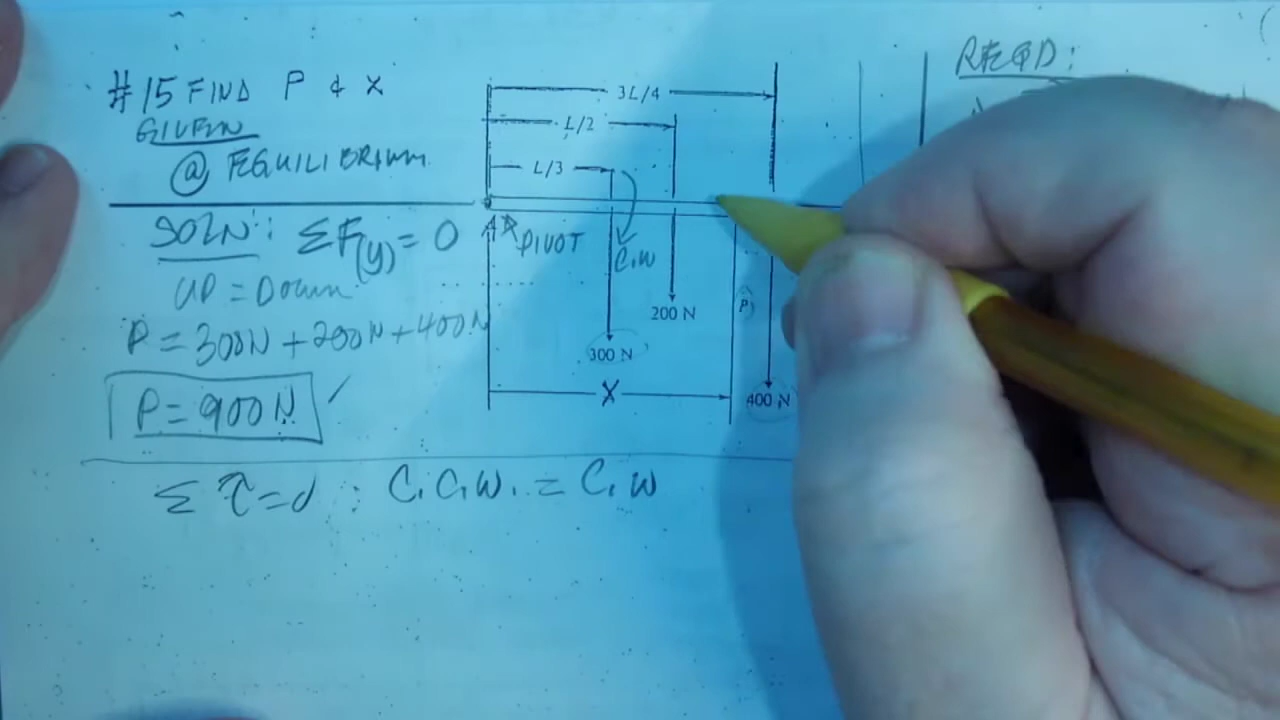 #15 FIND P & X
GIVEN
@ EQUILIBRIUM
SOLN: ΣF(y) = 0
UP = DOWN
P = 300N + 200N + 400N
P = 900N ✓
Στ=0 : C.C.W. = C.W
3L/4
L/2
L/3
PIVOT
C.W
200 N
P
300 N
X
400 N
REQD: